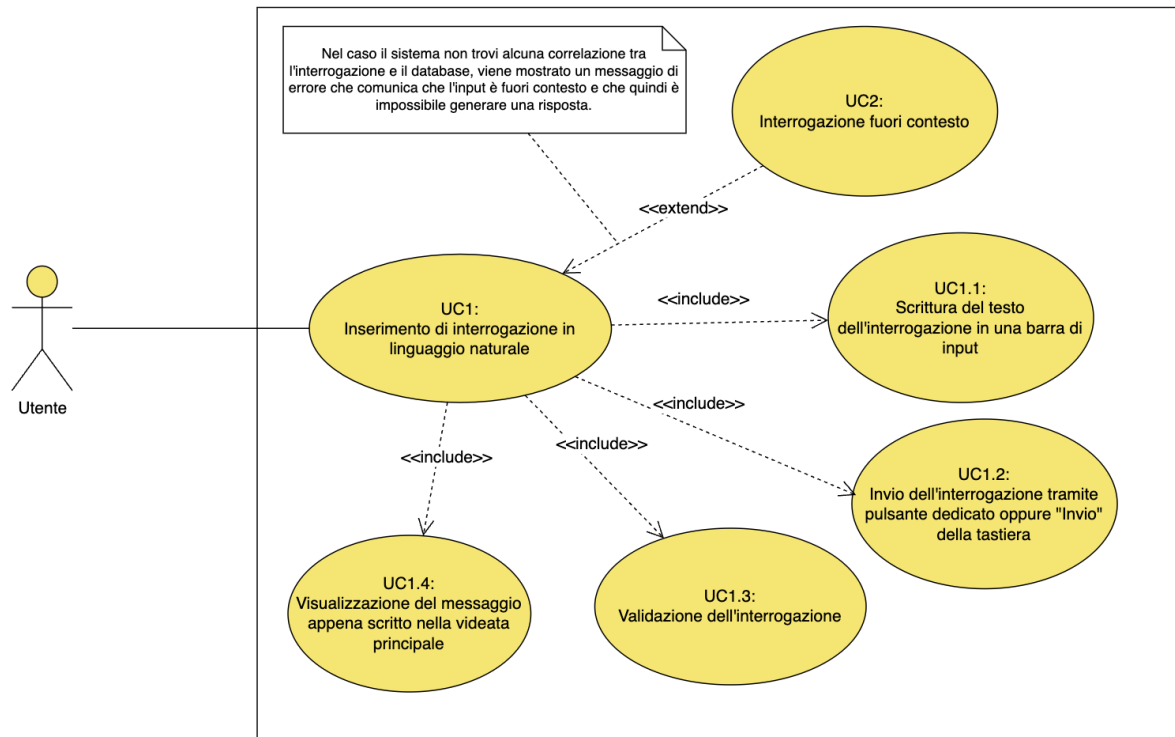 Nel caso il sistema non trovi alcuna correlazione tra
l'interrogazione e il database, viene mostrato un messaggio di
errore che comunica che l'input è fuori contesto e che quindi è
impossibile generare una risposta.
UC2:
Interrogazione fuori contesto
<<extend>>
Utente
UC1:
Inserimento di interrogazione in
linguaggio naturale
<<include>>
UC1.1:
Scrittura del testo
dell'interrogazione in una barra di
input
<<include>>
UC1.2:
Invio dell'interrogazione tramite
pulsante dedicato oppure "Invio"
della tastiera
<<include>>
UC1.3:
Validazione dell'interrogazione
<<include>>
UC1.4:
Visualizzazione del messaggio
appena scritto nella videata
principale